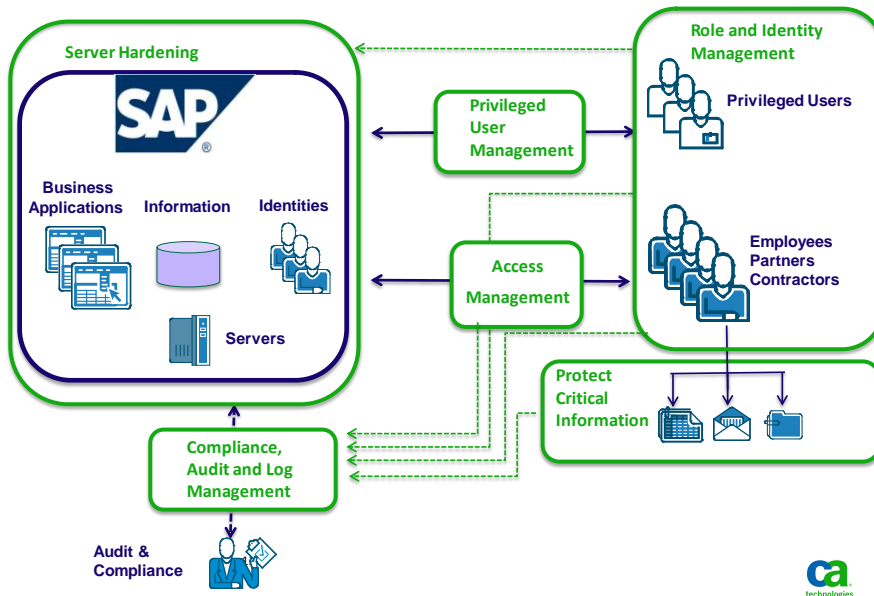 Server Hardening
SAP
®
Business
Applications
Information
Identities
Servers
Privileged
User
Management
Access
Management
Role and Identity
Management
Privileged Users
Employees
Partners
Contractors
Protect
Critical
Information
Compliance,
Audit and Log
Management
Audit &
Compliance
ca
technologies